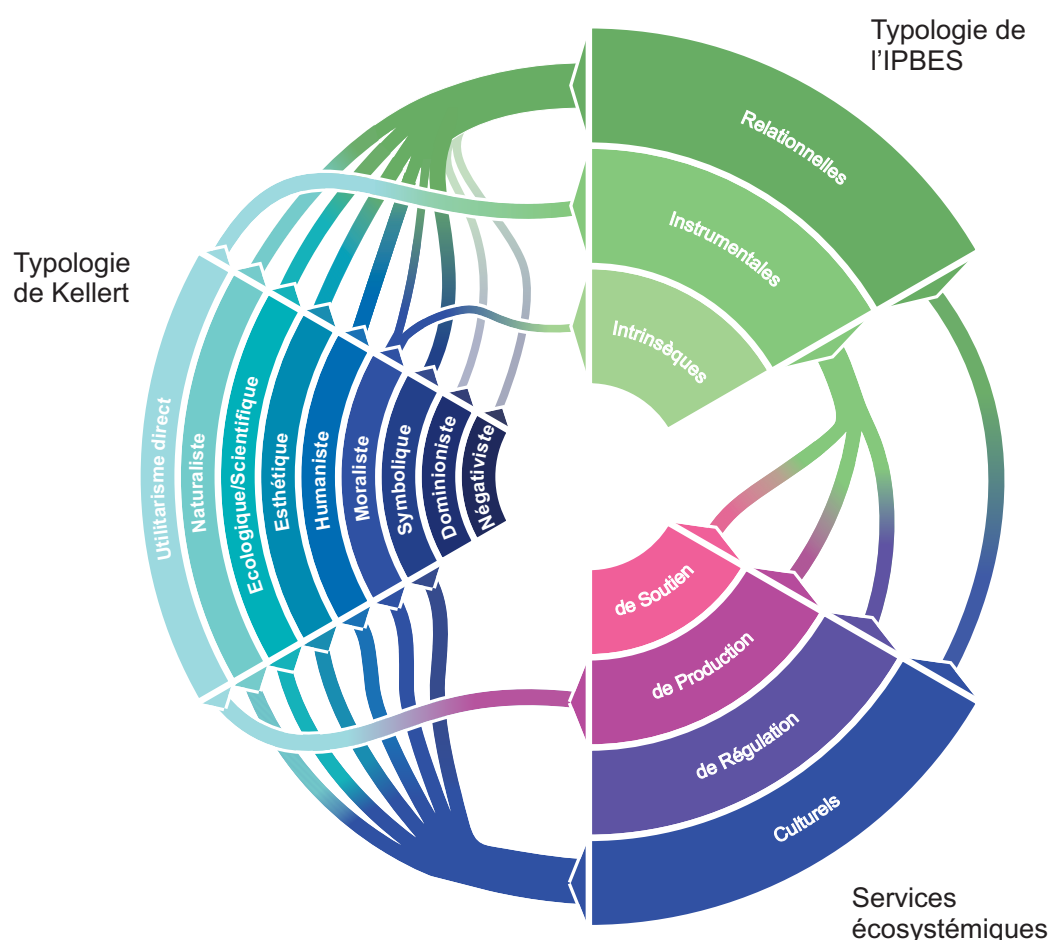 Typologie de
l'IPBES
Relationnelles
Instrumentales
Intrinsèques
Typologie
de Kellert
Utilitarisme direct
Naturaliste
Ecologique/Scientifique
Esthétique
Humaniste
Moraliste
Symbolique
Dominioniste
Négativiste
de Soutien
de Production
de Régulation
Culturels
Services
écosystémiques